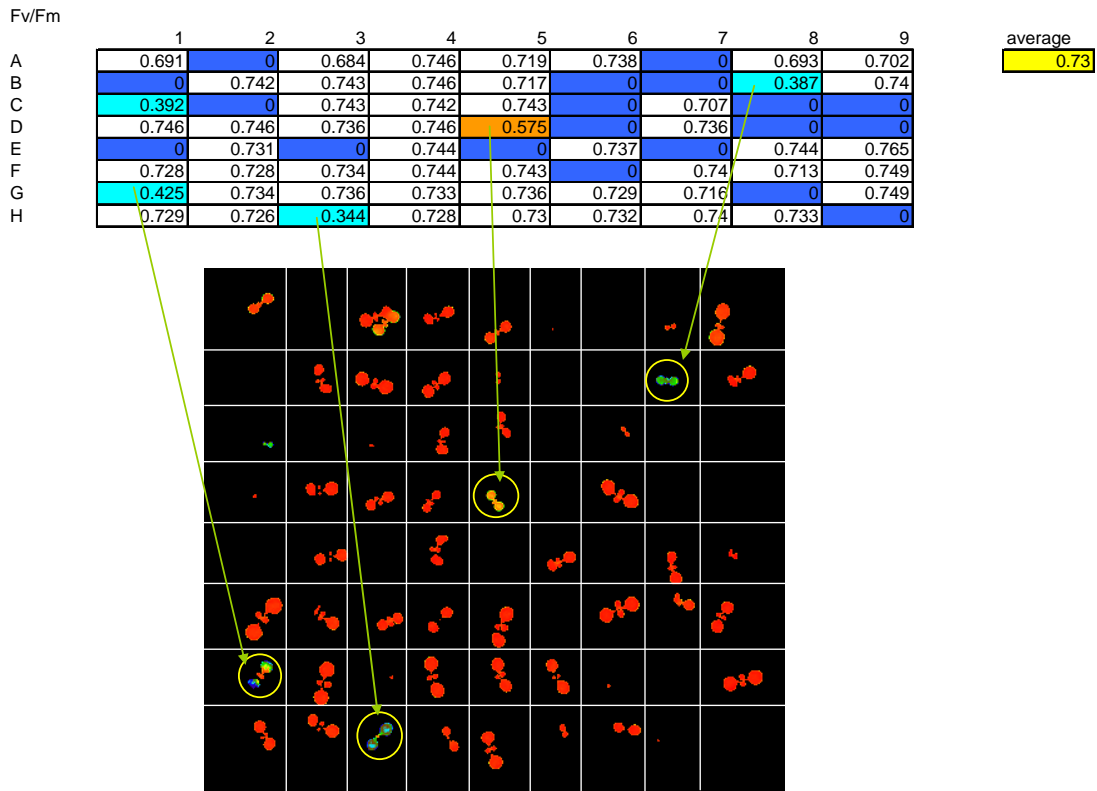 Fv/Fm
1 2 3 4 5 6 7 8 9 average
A 0.691 0 0.684 0.746 0.719 0.738 0 0.693 0.702 0.73
B 0 0.742 0.743 0.746 0.717 0 0 0.387 0.74
C 0.392 0 0.743 0.742 0.743 0 0.707 0 0
D 0.746 0.746 0.736 0.746 0.575 0 0.736 0 0
E 0 0.731 0 0.744 0 0.737 0 0.744 0.765
F 0.728 0.728 0.734 0.744 0.743 0 0.74 0.713 0.749
G 0.425 0.734 0.736 0.733 0.736 0.729 0.716 0 0.749
H 0.729 0.726 0.344 0.728 0.73 0.732 0.74 0.733 0